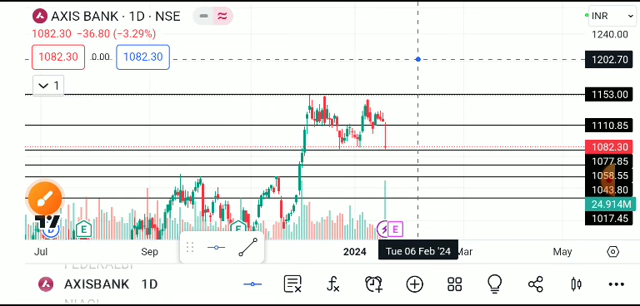 AXIS BANK · 1D · NSE
INR
1082.30 −36.80 (−3.29%)
1240.00
1082.30 0.00 1082.30
1202.70
1
1153.00
1110.85
1082.30
1077.85
1058.55
1043.80
24.914M
1017.45
D E E E
Jul Sep 2024 Tue 06 Feb '24 Mar May
FEDERALBI
AXISBANK 1D